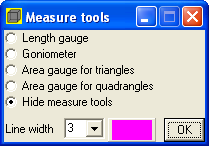 Measure tools
Length gauge
Goniometer
Area gauge for triangles
Area gauge for quadrangles
Hide measure tools
Line width 3 OK